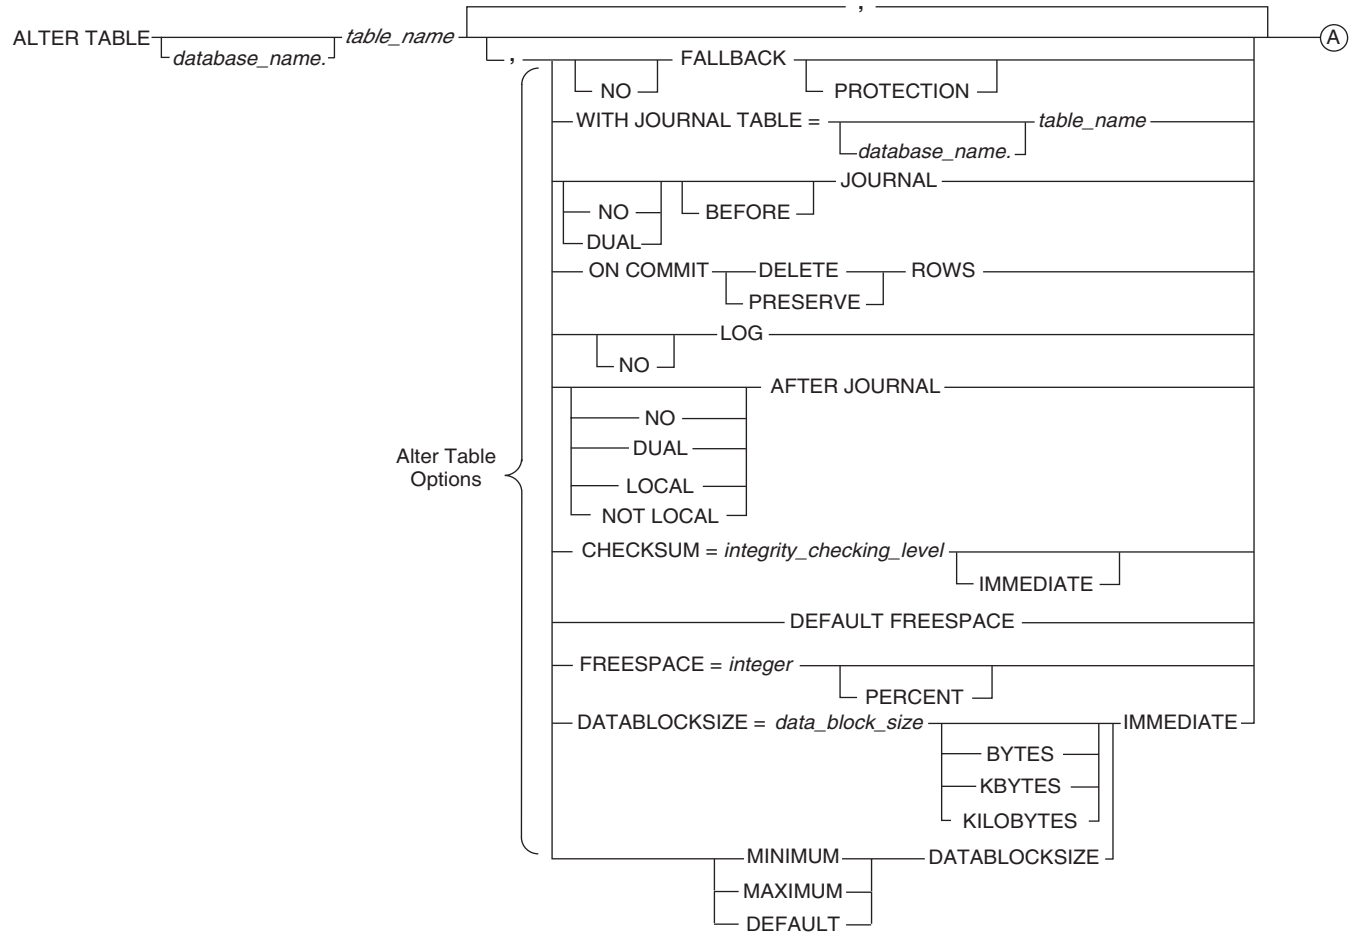 ,
ALTER TABLE database_name. table_name A
, NO FALLBACK PROTECTION
WITH JOURNAL TABLE = database_name. table_name
JOURNAL
NO BEFORE
DUAL
ON COMMIT DELETE ROWS
PRESERVE
LOG
NO
AFTER JOURNAL
NO
DUAL
Alter Table
Options
LOCAL
NOT LOCAL
CHECKSUM = integrity_checking_level
IMMEDIATE
DEFAULT FREESPACE
FREESPACE = integer
PERCENT
DATABLOCKSIZE = data_block_size IMMEDIATE
BYTES
KBYTES
KILOBYTES
MINIMUM DATABLOCKSIZE
MAXIMUM
DEFAULT